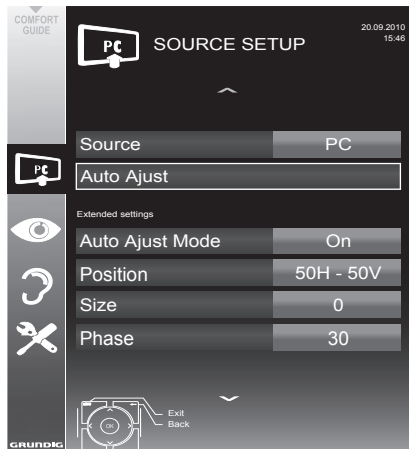 COMFORT
GUIDE
PC
SOURCE SETUP
20.09.2010
15:46
Source
PC
PC
Auto Ajust
Extended settings
Auto Ajust Mode
On
Position
50H - 50V
Size
0
Phase
30
OK
Exit
Back
GRUNDIG